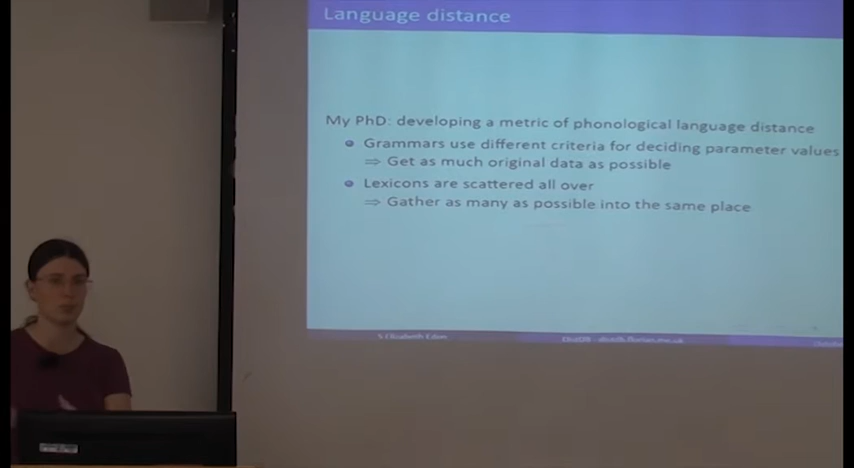 Language distance
My PhD: developing a metric of phonological language distance
Grammars use different criteria for deciding parameter values
⇒ Get as much original data as possible
Lexicons are scattered all over
⇒ Gather as many as possible into the same place